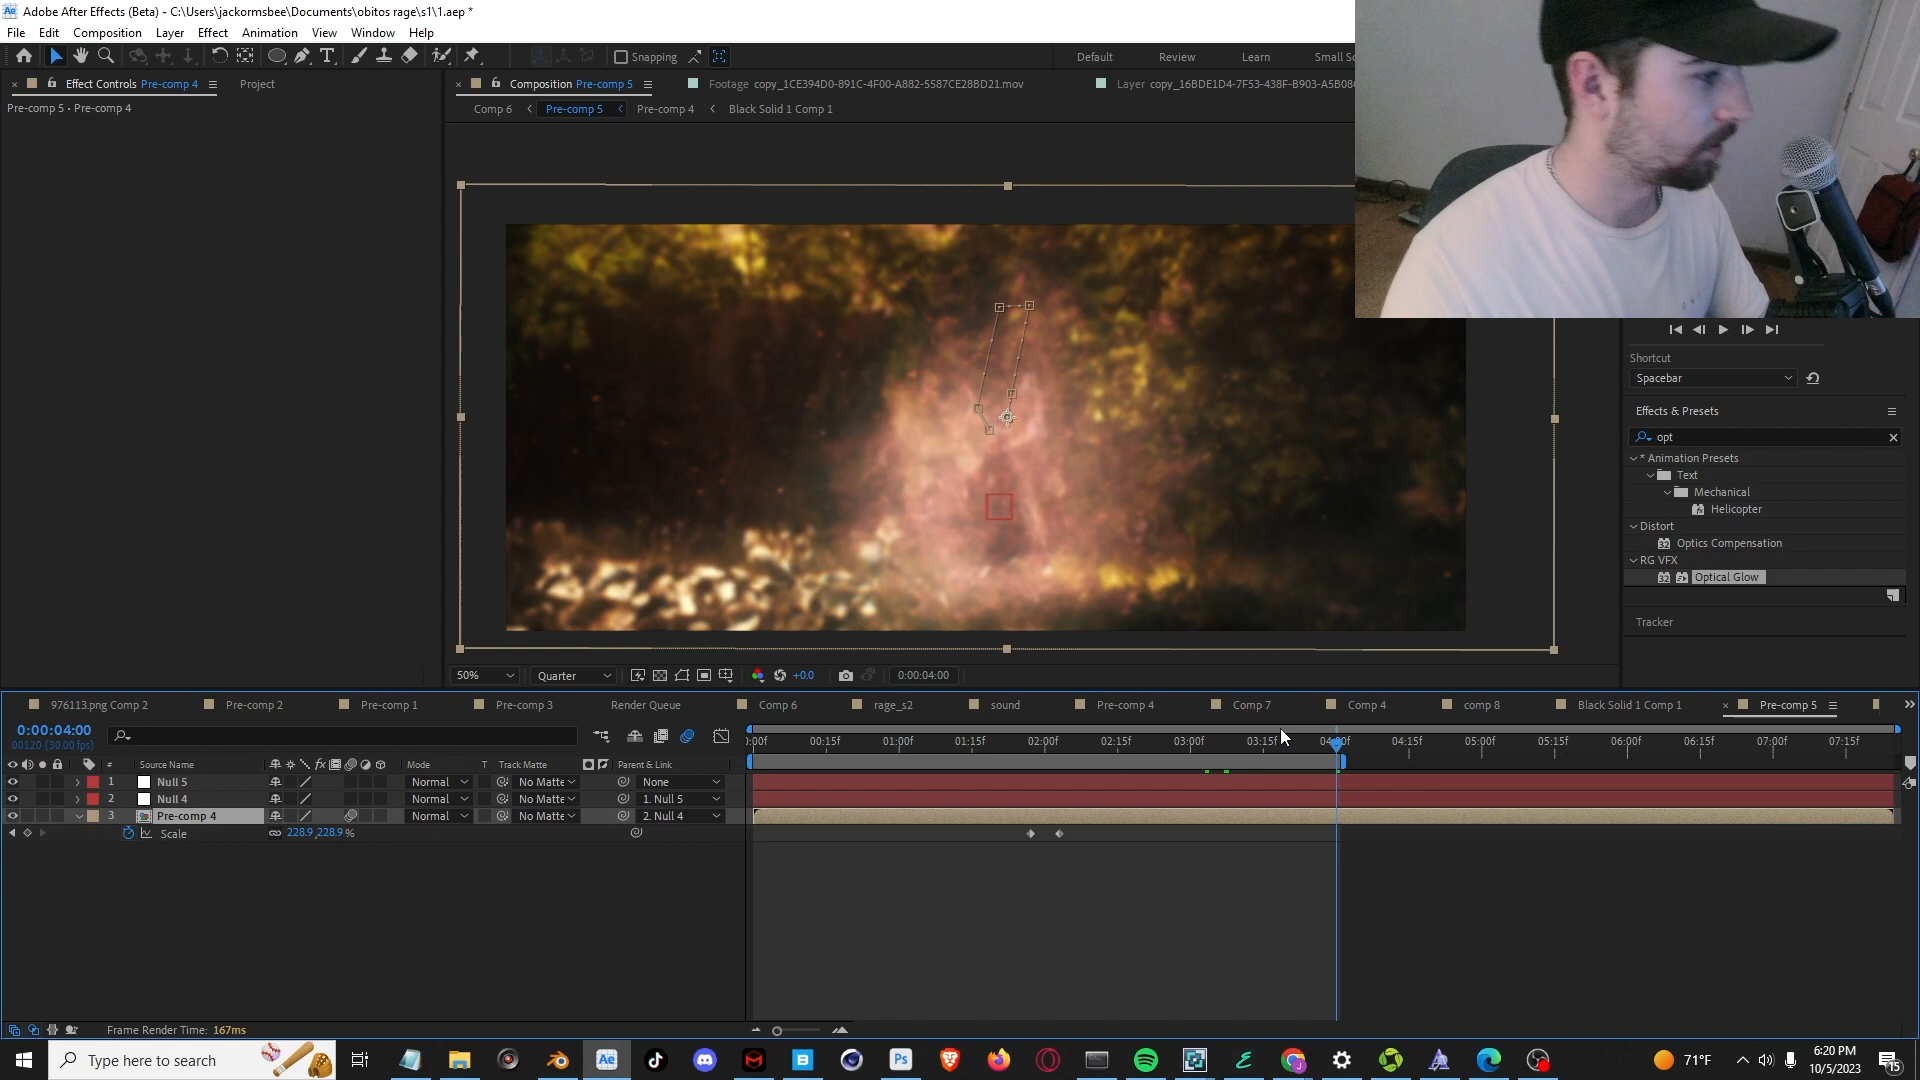 Adobe After Effects (Beta) - C:\Users\jackormsbee\Documents\obitos rage\s1\1.aep *
File Edit Composition Layer Effect Animation View Window Help
Snapping
Default Review Learn Small Sc
Effect Controls Pre-comp 4 Project
Composition Pre-comp 5
Footage copy_1CE394D0-891C-4F00-A882-5587CE28BD21.mov
Layer copy_16BDE1D4-7F53-438F-B903-A5B08
Pre-comp 5 • Pre-comp 4
Comp 6 Pre-comp 5 Pre-comp 4 Black Solid 1 Comp 1
Shortcut
Spacebar
Effects & Presets
opt
* Animation Presets
Text
Mechanical
Helicopter
Distort
32 Optics Compensation
RG VFX
32 Optical Glow
Tracker
50% Quarter +0.0 0:00:04:00
976113.png Comp 2 Pre-comp 2 Pre-comp 1 Pre-comp 3 Render Queue Comp 6 rage_s2 sound Pre-comp 4 Comp 7 Comp 4 comp 8 Black Solid 1 Comp 1 Pre-comp 5
0:00:04:00
00120 (30.00 fps)
:00f 00:15f 01:00f 01:15f 02:00f 02:15f 03:00f 03:15f 04:00f 04:15f 05:00f 05:15f 06:00f 06:15f 07:00f 07:15f
# Source Name fx Mode T Track Matte Parent & Link
1 Null 5 Normal No Matte None
2 Null 4 Normal No Matte 1. Null 5
3 Pre-comp 4 Normal No Matte 2. Null 4
Scale 228.9,228.9%
Frame Render Time: 167ms
Type here to search
Ae
Ps
71°F
6:20 PM
10/5/2023
15